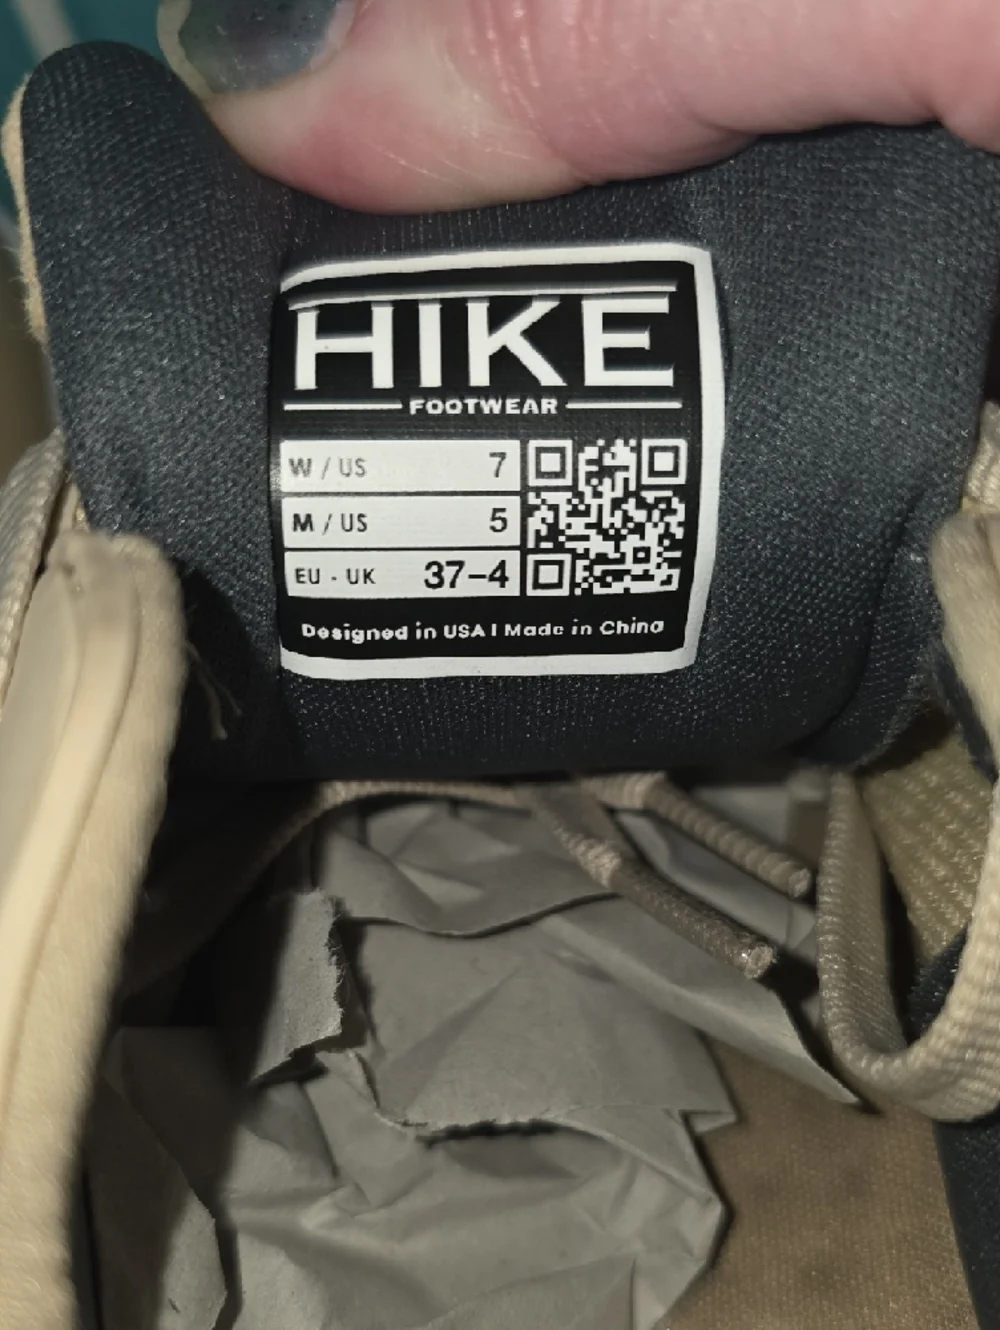 HIKE
FOOTWEAR
W / US 7
M / US 5
EU - UK 37-4
Designed in USA | Made in China